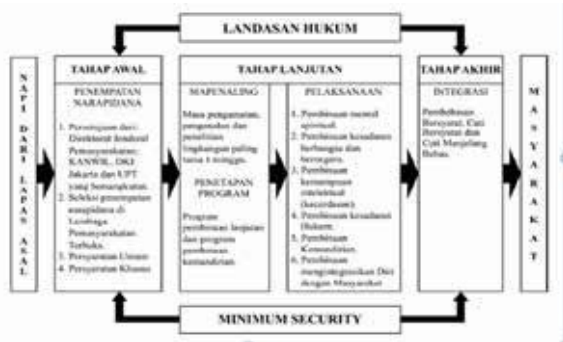 LANDASAN HUKUM
NAPI DARI LAPAS ASAL
TAHAP AWAL
PENEMPATAN
NARAPIDANA
1. Persetujuan dari
Direktorat Jenderal
Pemasyarakatan,
KANWIL, DKI
Jakarta dan UPT
yang bersangkutan.
2. Seleksi penempatan
narapidana di
Lembaga
Pemasyarakatan
Terbuka.
3. Persyaratan Umum
4. Persyaratan Khusus
TAHAP LANJUTAN
MAPENALING
Masa pengamatan,
pengenalan dan
penelitian
lingkungan paling
lama 1 minggu.
PENETAPAN
PROGRAM
Program
pembinaan lanjutan
dan program
pembinaan
kemandirian.
PELAKSANAAN
1. Pembinaan mental
spiritual.
2. Pembinaan kesadaran
berbangsa dan
bernegara.
3. Pembinaan
kemampuan
intelektual
(kecerdasan).
4. Pembinaan kesadaran
Hukum.
5. Pembinaan
Kemandirian.
6. Pembinaan
mengintegrasikan Diri
dengan Masyarakat
TAHAP AKHIR
INTEGRASI
Pembebasan
Bersyarat, Cuti
Bersyarat dan
Cuti Menjelang
Bebas.
MASYARAKAT
MINIMUM SECURITY